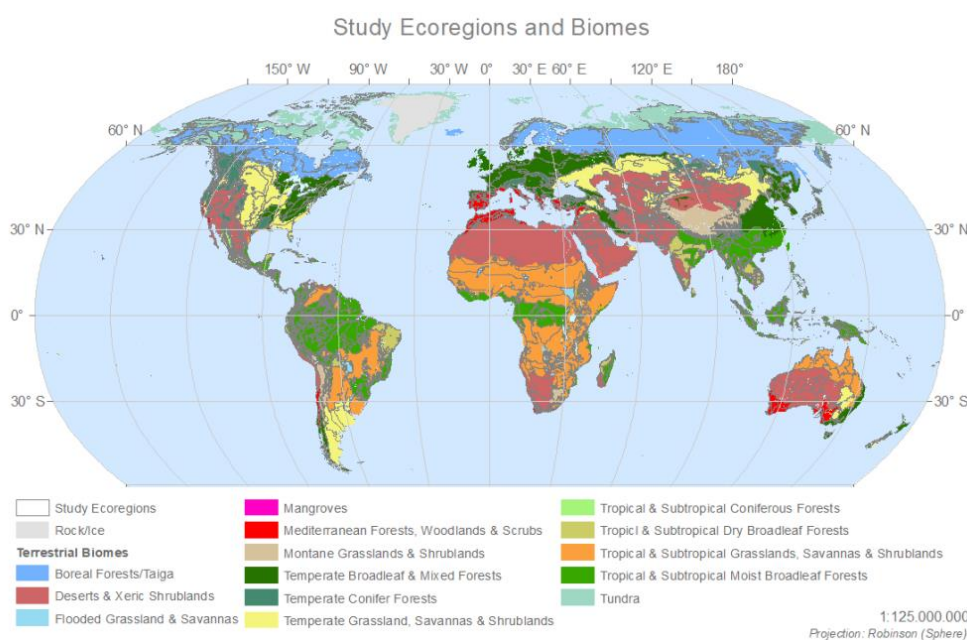 Study Ecoregions and Biomes
150° W 90° W 30° W 0° 30° E 60° E 120° E 180°
60° N 60° N
30° N 30° N
0° 0°
30° S 30° S
Study Ecoregions
Rock/Ice
Terrestrial Biomes
Boreal Forests/Taiga
Deserts & Xeric Shrublands
Flooded Grassland & Savannas
Mangroves
Mediterranean Forests, Woodlands & Scrubs
Montane Grasslands & Shrublands
Temperate Broadleaf & Mixed Forests
Temperate Conifer Forests
Temperate Grassland, Savannas & Shrublands
Tropical & Subtropical Coniferous Forests
Tropicl & Subtropical Dry Broadleaf Forests
Tropical & Subtropical Grasslands, Savannas & Shrublands
Tropical & Subtropical Moist Broadleaf Forests
Tundra
1:125.000.000
Projection: Robinson (Sphere)